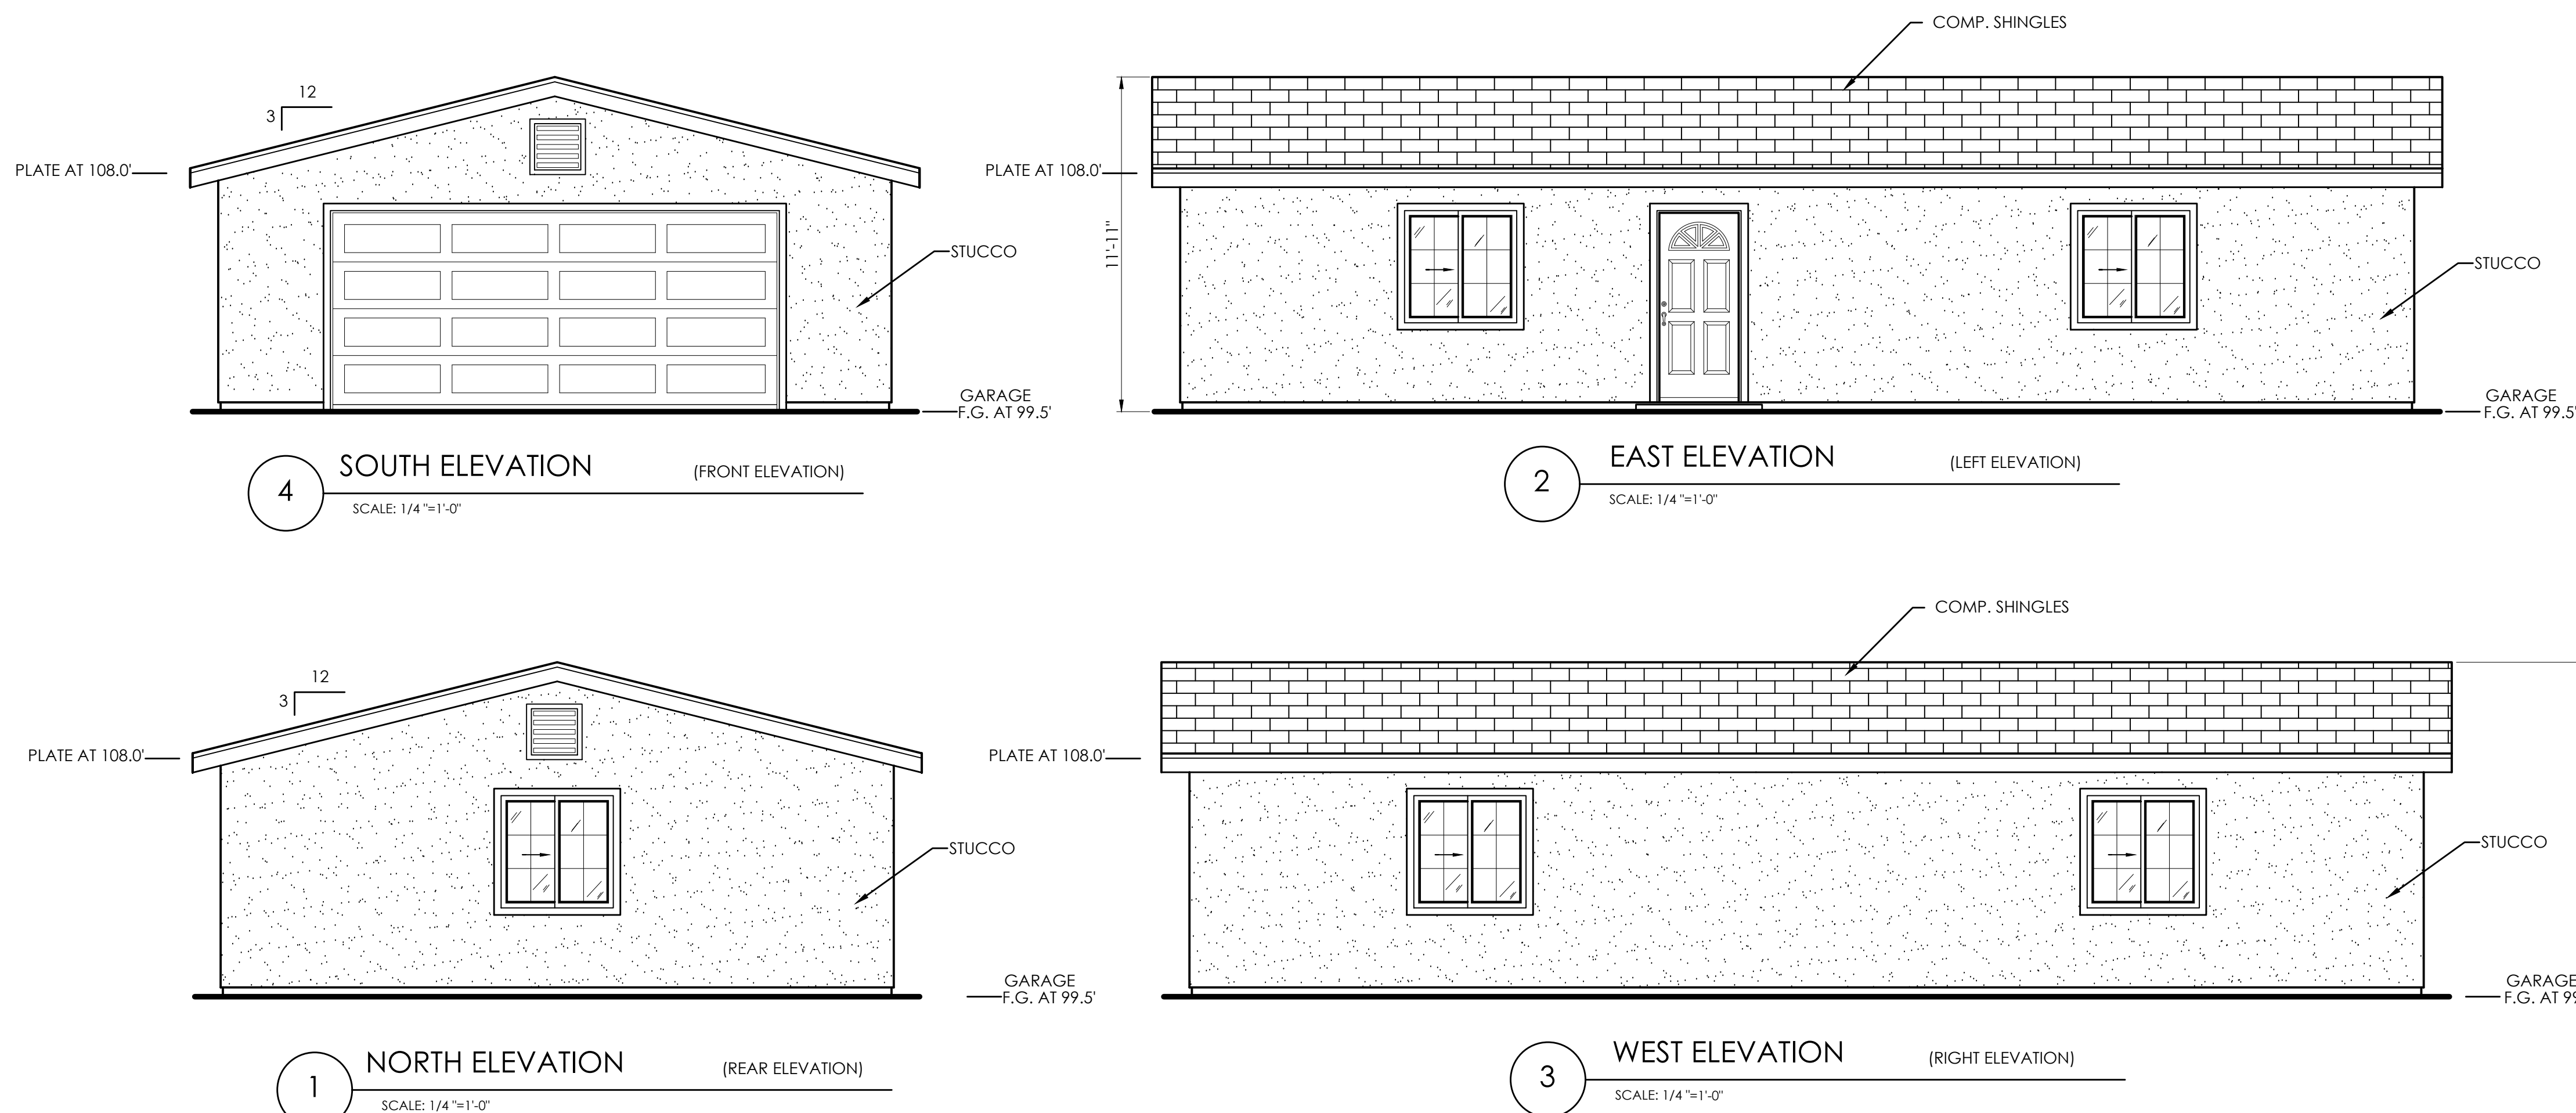 COMP. SHINGLES
12
3
PLATE AT 108.0'
STUCCO
GARAGE
F.G. AT 99.5'
4
SOUTH ELEVATION
(FRONT ELEVATION)
SCALE: 1/4 "=1'-0"
PLATE AT 108.0'
11'-11"
STUCCO
GARAGE
F.G. AT 99.5'
2
EAST ELEVATION
(LEFT ELEVATION)
SCALE: 1/4 "=1'-0"
12
3
PLATE AT 108.0'
STUCCO
GARAGE
F.G. AT 99.5'
1
NORTH ELEVATION
(REAR ELEVATION)
SCALE: 1/4 "=1'-0"
COMP. SHINGLES
PLATE AT 108.0'
STUCCO
GARAGE
F.G. AT
3
WEST ELEVATION
(RIGHT ELEVATION)
SCALE: 1/4 "=1'-0"